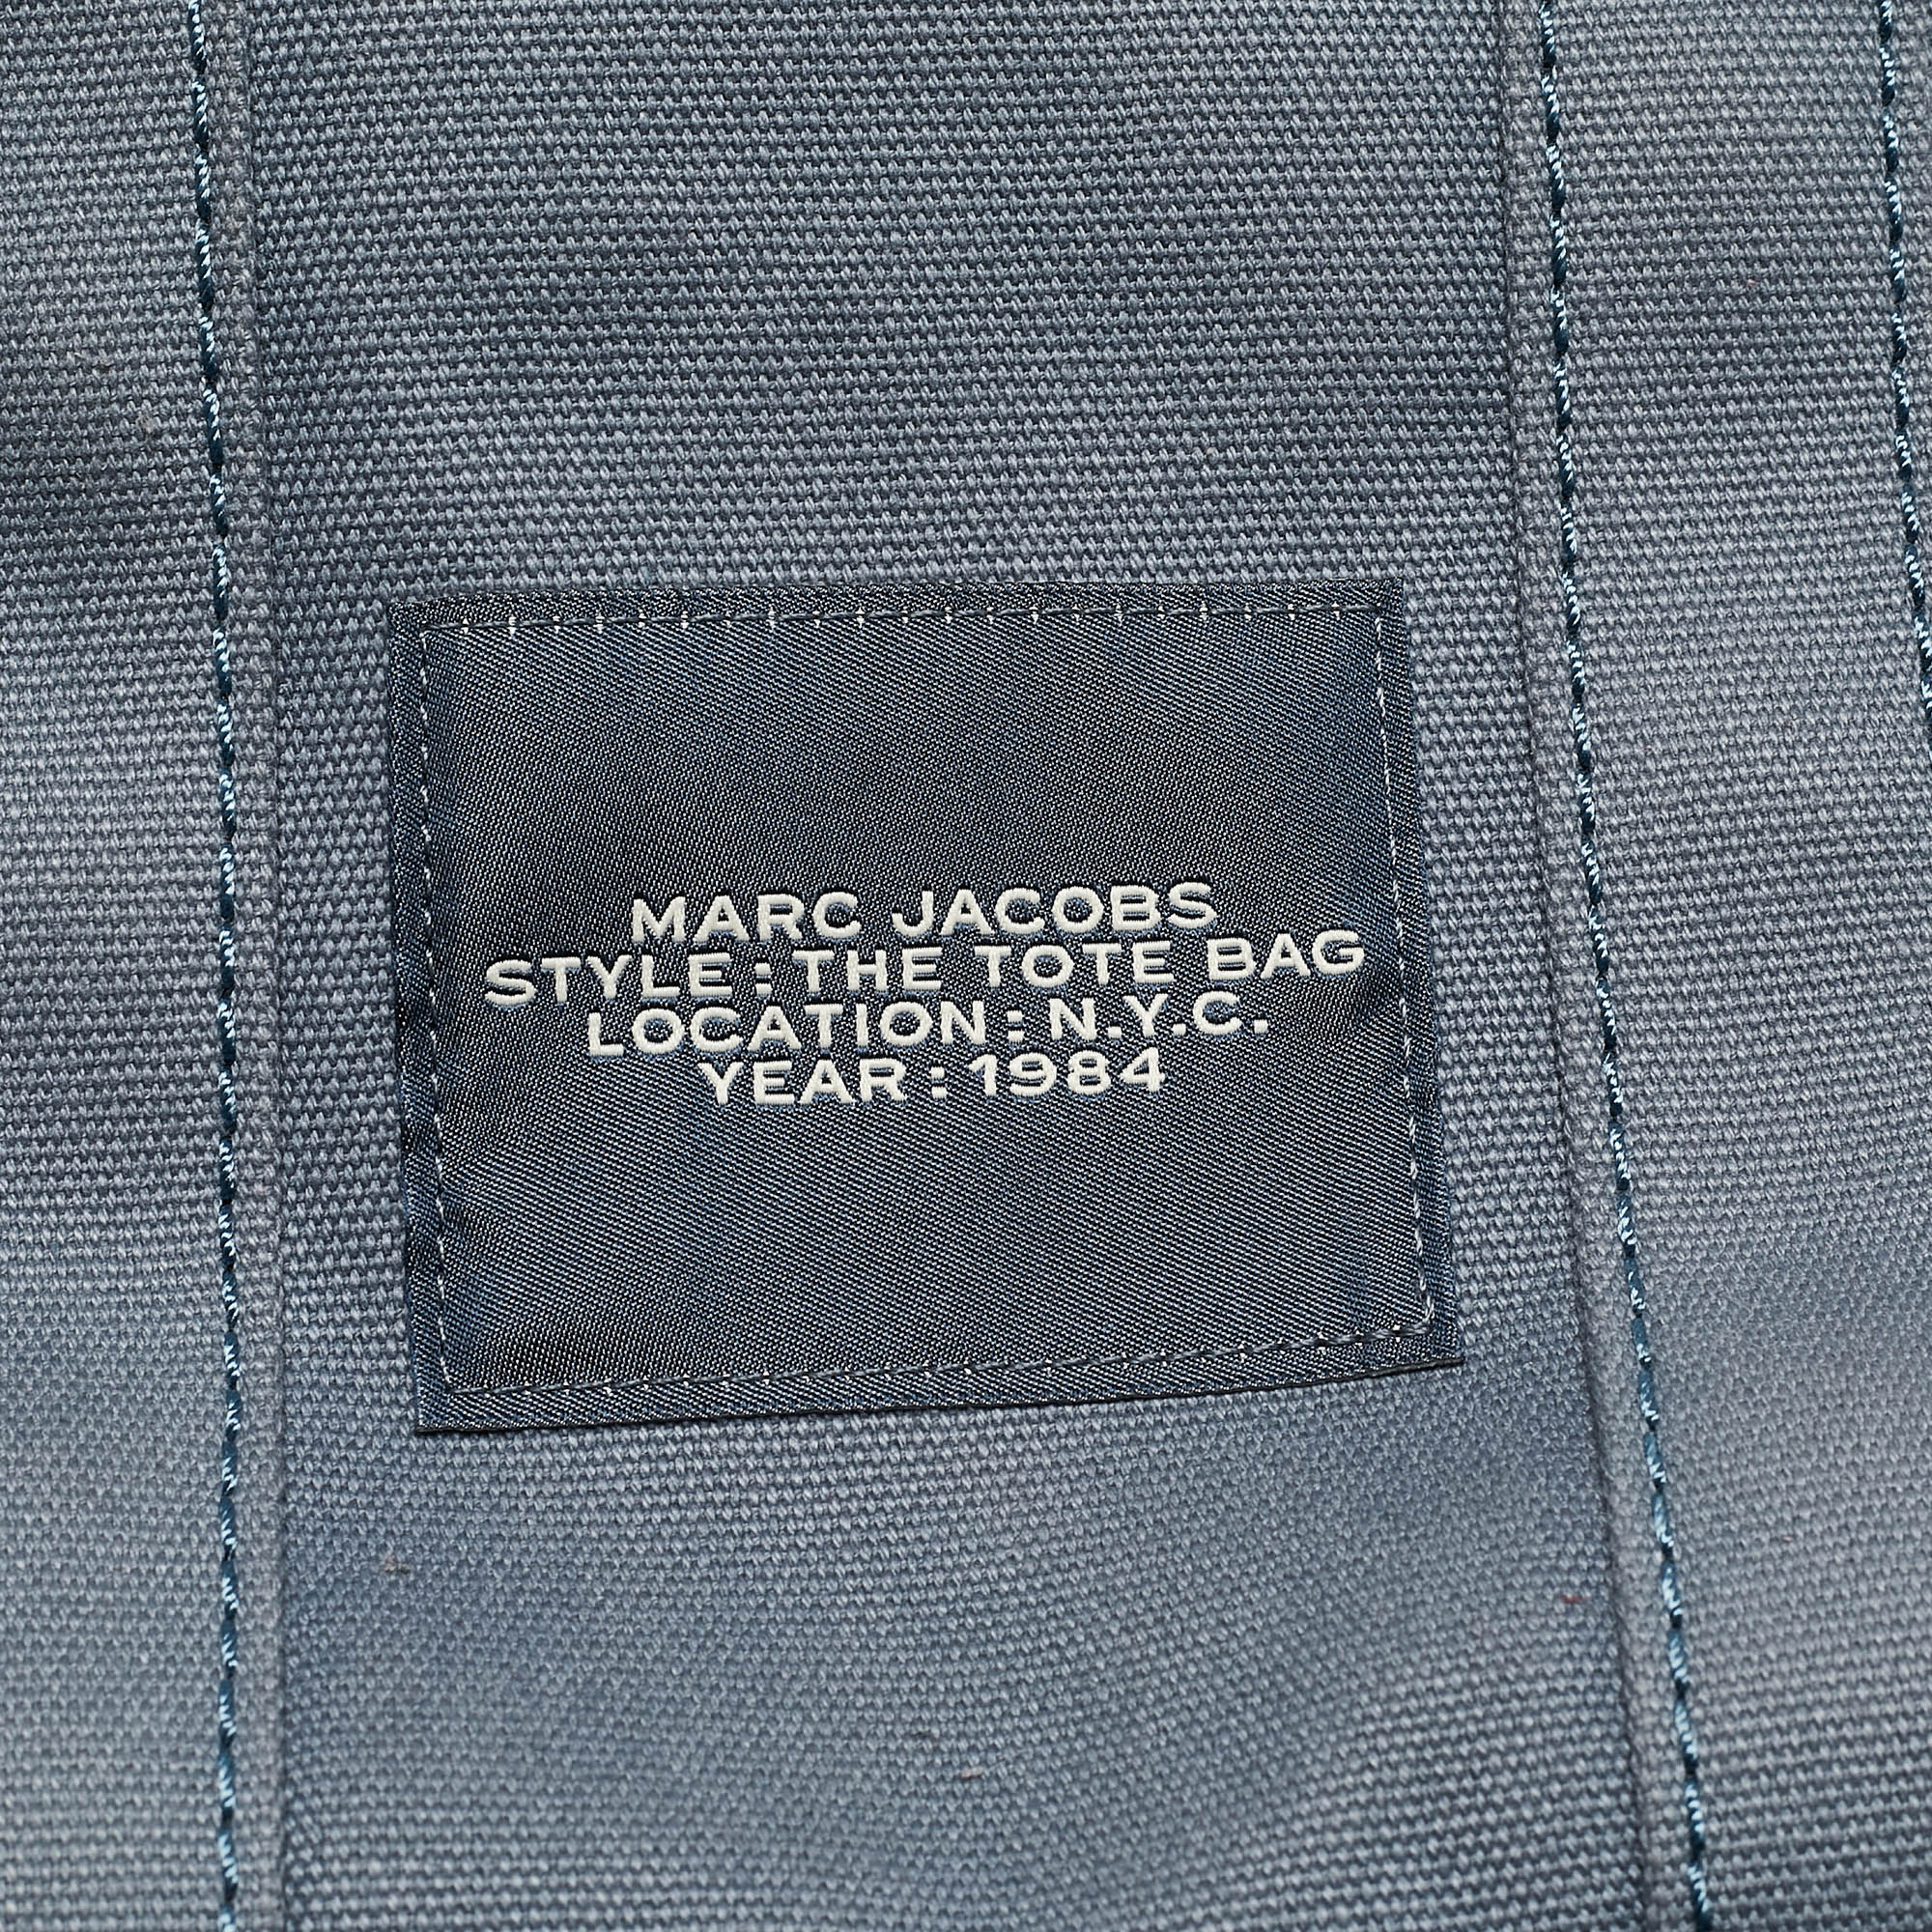 MARC JACOBS
STYLE : THE TOTE BAG
LOCATION : N.Y.C.
YEAR : 1984